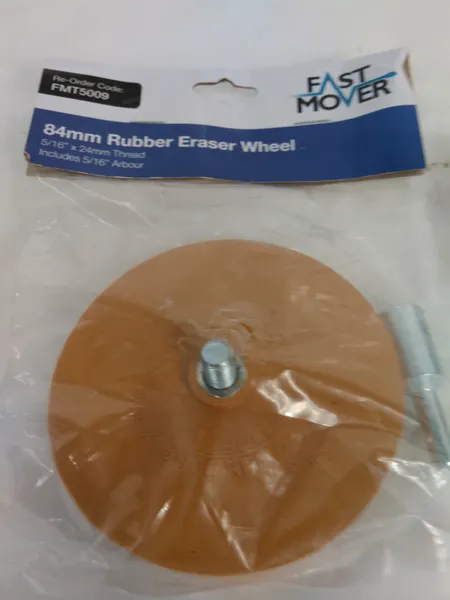 Re-Order Code:
FMT5009
FAST
MOVER
84mm Rubber Eraser Wheel
5/16" x 24mm Thread
Includes 5/16" Arbour